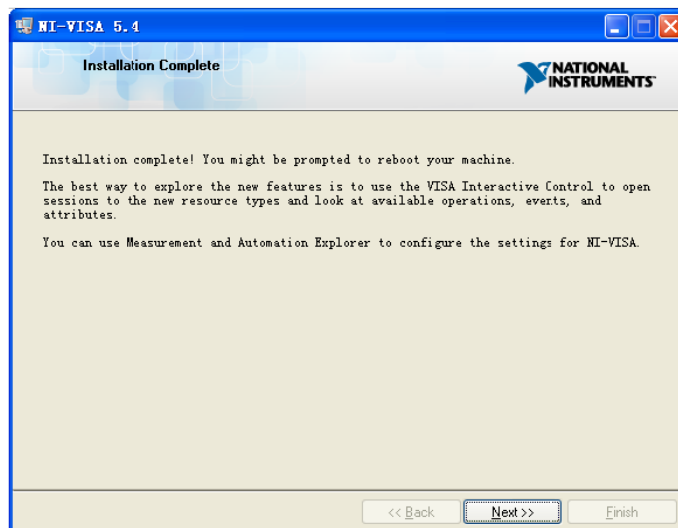 NI-VISA 5.4
Installation Complete
NATIONAL
INSTRUMENTS™
Installation complete! You might be prompted to reboot your machine.
The best way to explore the new features is to use the VISA Interactive Control to open
sessions to the new resource types and look at available operations, events, and
attributes.
You can use Measurement and Automation Explorer to configure the settings for NI-VISA.
<< Back
Next >>
Finish